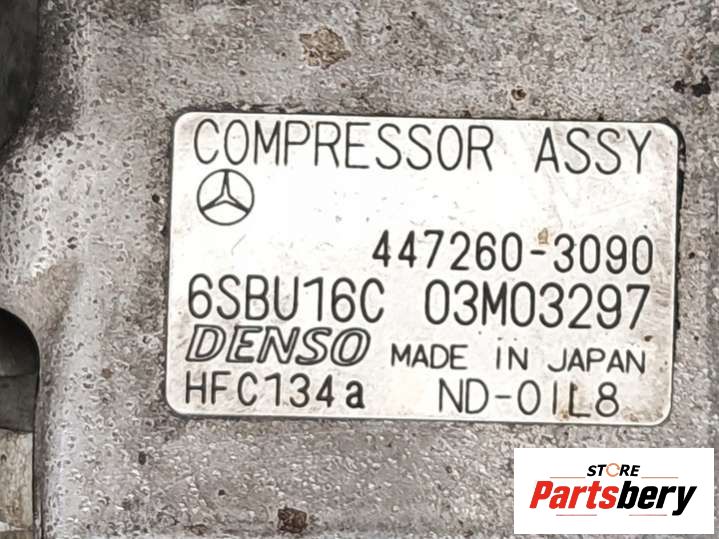 COMPRESSOR ASSY
447260-3090
6SBU16C 03M03297
DENSO MADE IN JAPAN
HFC134a ND-OIL8
STORE
Partsbery